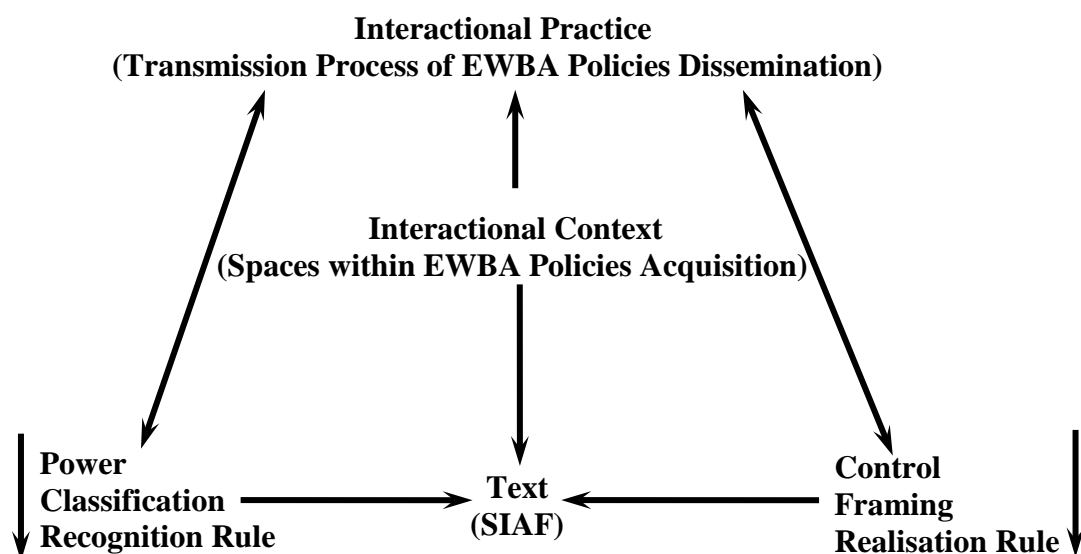 Interactional Practice
(Transmission Process of EWBA Policies Dissemination)
Interactional Context
(Spaces within EWBA Policies Acquisition)
Power
Classification
Recognition Rule
Text
(SIAF)
Control
Framing
Realisation Rule